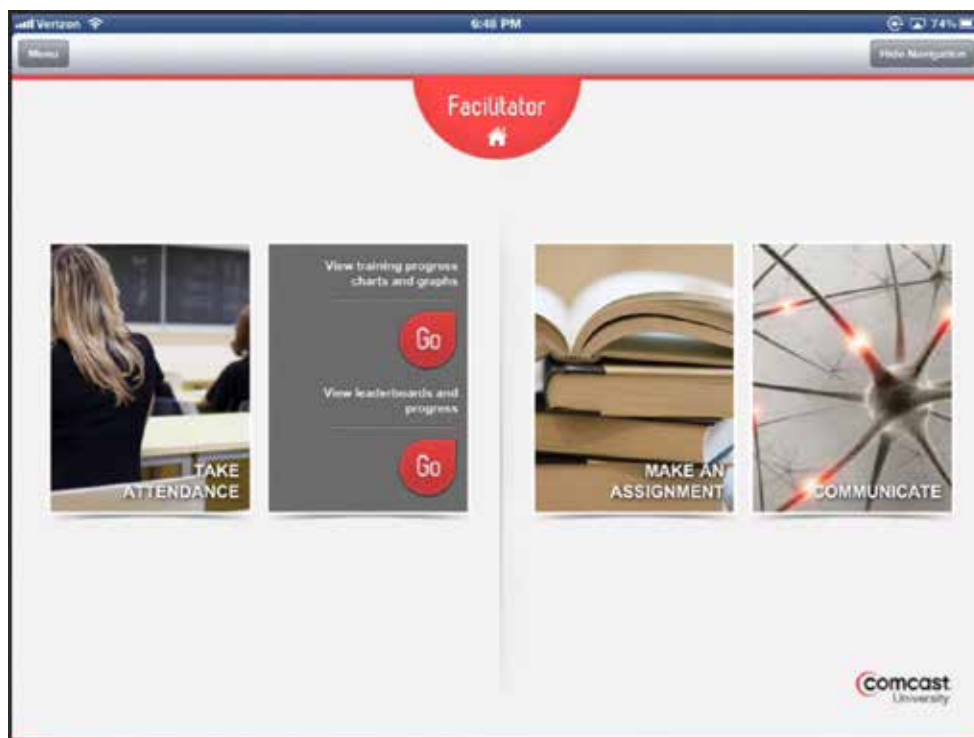 Verizon
6:48 PM
74%
Menu
Hide Navigation
Facilitator
TAKE
ATTENDANCE
View training progress
charts and graphs
Go
View leaderboards and
progress
Go
MAKE AN
ASSIGNMENT
COMMUNICATE
comcast
University